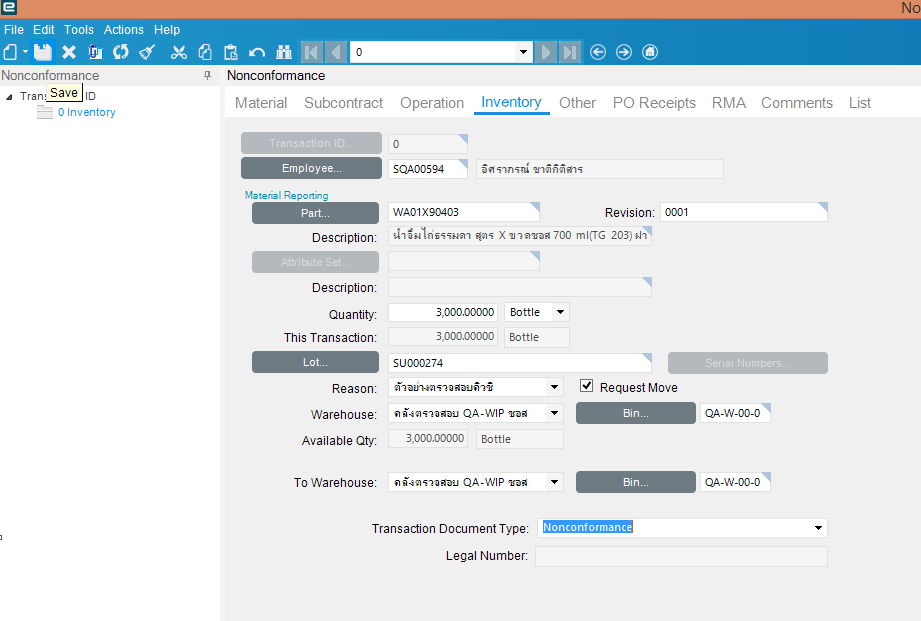 No
File Edit Tools Actions Help
0
Nonconformance
Save
ID
0 Inventory
Nonconformance
Material Subcontract Operation Inventory Other PO Receipts RMA Comments List
Transaction ID... 0
Employee... SQA00594 อิศราภรณ์ ชาติกิติสาร
Material Reporting
Part... WA01X90403 Revision: 0001
Description: น้ำจิ้มไก่ธรรมดา สูตร X ขวดซอส 700 ml(TG 203) ฝา
Attribute Set...
Description:
Quantity: 3,000.00000 Bottle
This Transaction: 3,000.00000 Bottle
Lot... SU000274 Serial Numbers...
Reason: ตัวอย่างตรวจสอบคิวซี Request Move
Warehouse: คลังตรวจสอบ QA-WIP ซอส Bin... QA-W-00-0
Available Qty: 3,000.00000 Bottle
To Warehouse: คลังตรวจสอบ QA-WIP ซอส Bin... QA-W-00-0
Transaction Document Type: Nonconformance
Legal Number: